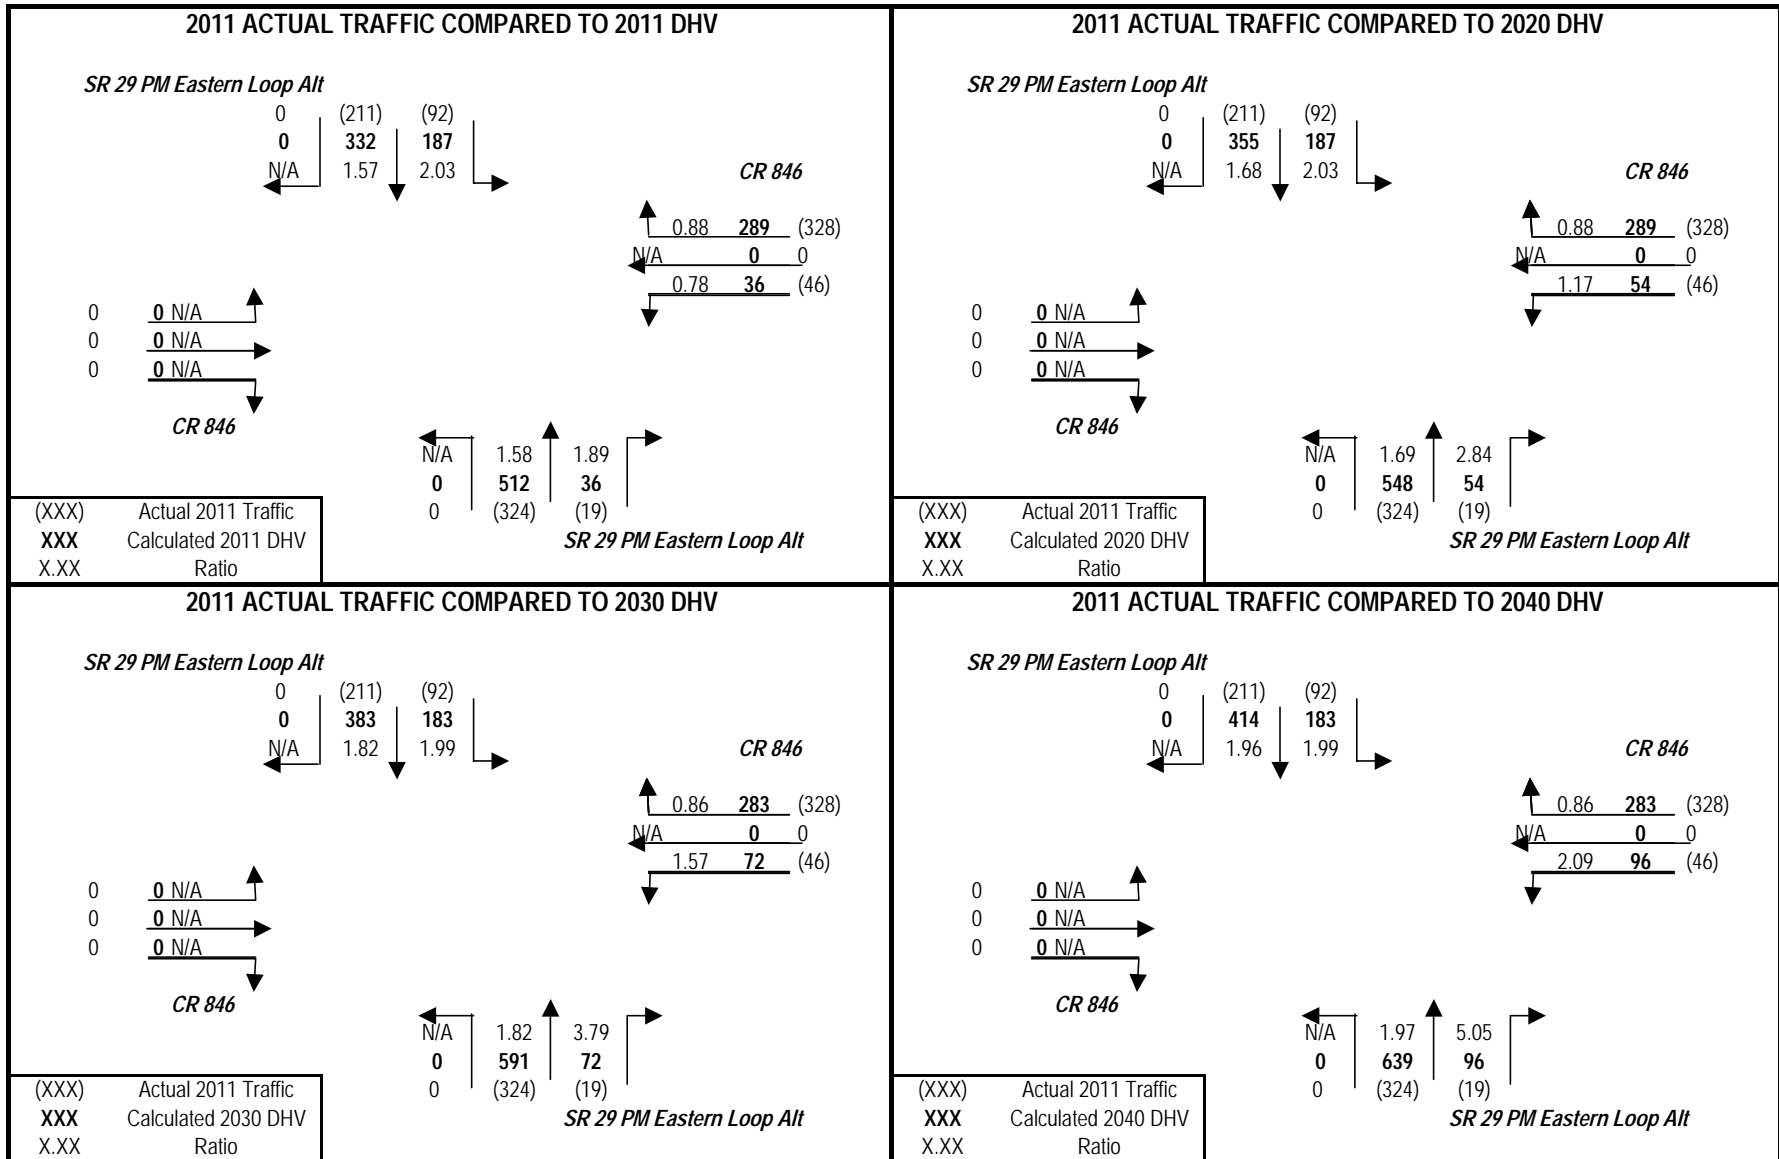 2011 ACTUAL TRAFFIC COMPARED TO 2011 DHV
SR 29 PM Eastern Loop Alt
0 (211) (92)
0 332 187
N/A 1.57 2.03
CR 846
0.88 289 (328)
N/A 0 0
0.78 36 (46)
0 0 N/A
0 0 N/A
0 0 N/A
CR 846
N/A 1.58 1.89
0 512 36
0 (324) (19)
SR 29 PM Eastern Loop Alt
(XXX) Actual 2011 Traffic
XXX Calculated 2011 DHV
X.XX Ratio
2011 ACTUAL TRAFFIC COMPARED TO 2020 DHV
SR 29 PM Eastern Loop Alt
0 (211) (92)
0 355 187
N/A 1.68 2.03
CR 846
0.88 289 (328)
N/A 0 0
1.17 54 (46)
0 0 N/A
0 0 N/A
0 0 N/A
CR 846
N/A 1.69 2.84
0 548 54
0 (324) (19)
SR 29 PM Eastern Loop Alt
(XXX) Actual 2011 Traffic
XXX Calculated 2020 DHV
X.XX Ratio
2011 ACTUAL TRAFFIC COMPARED TO 2030 DHV
SR 29 PM Eastern Loop Alt
0 (211) (92)
0 383 183
N/A 1.82 1.99
CR 846
0.86 283 (328)
N/A 0 0
1.57 72 (46)
0 0 N/A
0 0 N/A
0 0 N/A
CR 846
N/A 1.82 3.79
0 591 72
0 (324) (19)
SR 29 PM Eastern Loop Alt
(XXX) Actual 2011 Traffic
XXX Calculated 2030 DHV
X.XX Ratio
2011 ACTUAL TRAFFIC COMPARED TO 2040 DHV
SR 29 PM Eastern Loop Alt
0 (211) (92)
0 414 183
N/A 1.96 1.99
CR 846
0.86 283 (328)
N/A 0 0
2.09 96 (46)
0 0 N/A
0 0 N/A
0 0 N/A
CR 846
N/A 1.97 5.05
0 639 96
0 (324) (19)
SR 29 PM Eastern Loop Alt
(XXX) Actual 2011 Traffic
XXX Calculated 2040 DHV
X.XX Ratio